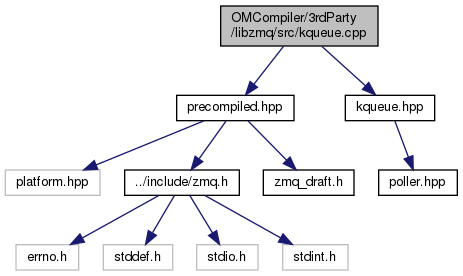 OMCompiler/3rdParty
/libzmq/src/kqueue.cpp
precompiled.hpp
kqueue.hpp
platform.hpp
../include/zmq.h
zmq_draft.h
poller.hpp
errno.h
stddef.h
stdio.h
stdint.h